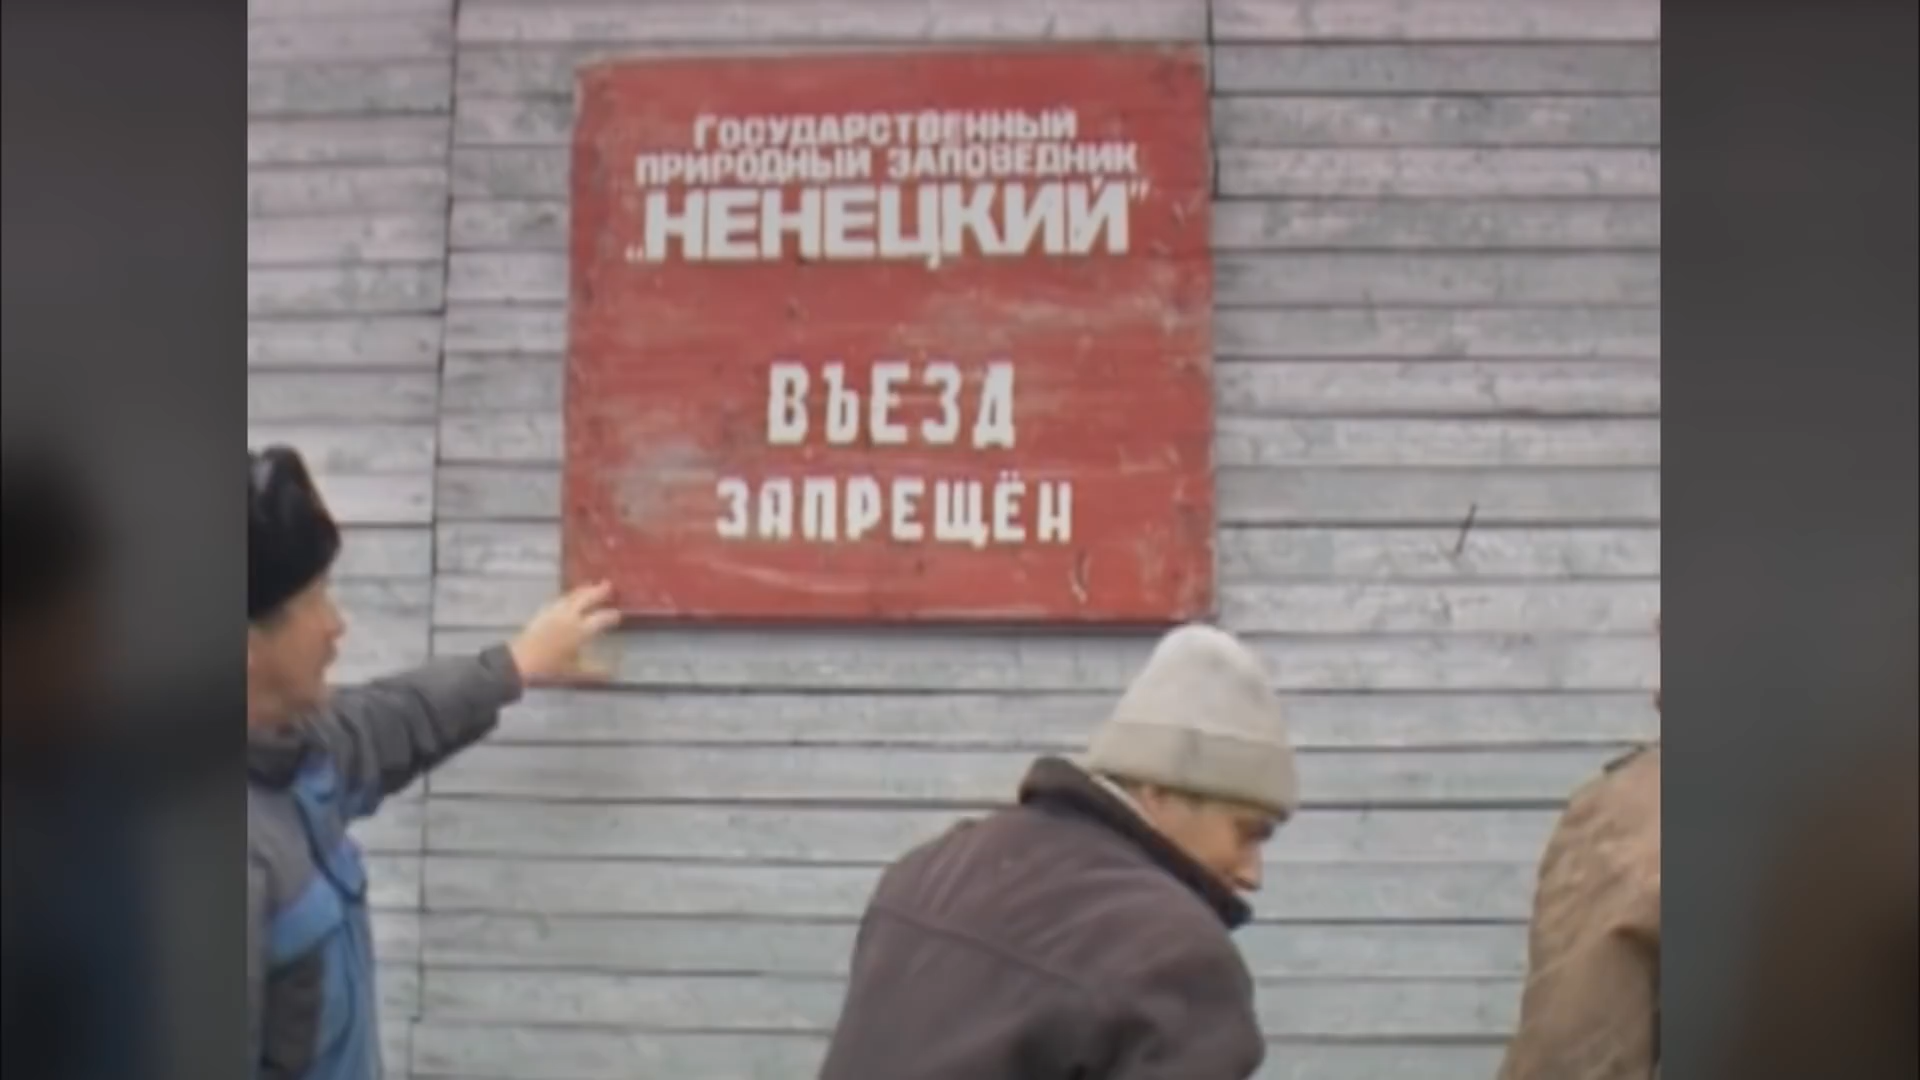 ГОСУДАРСТВЕННЫЙ
ПРИРОДНЫЙ ЗАПОВЕДНИК
„НЕНЕЦКИЙ”
ВЪЕЗД
ЗАПРЕЩЁН